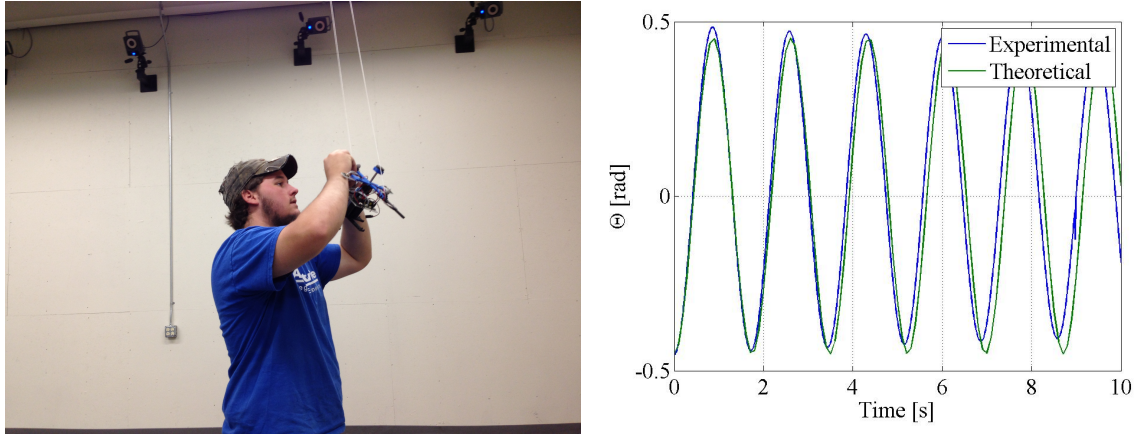 0.5
Experimental
Theoretical
Θ [rad]
0
-0.5
0 2 4 6 8 10
Time [s]